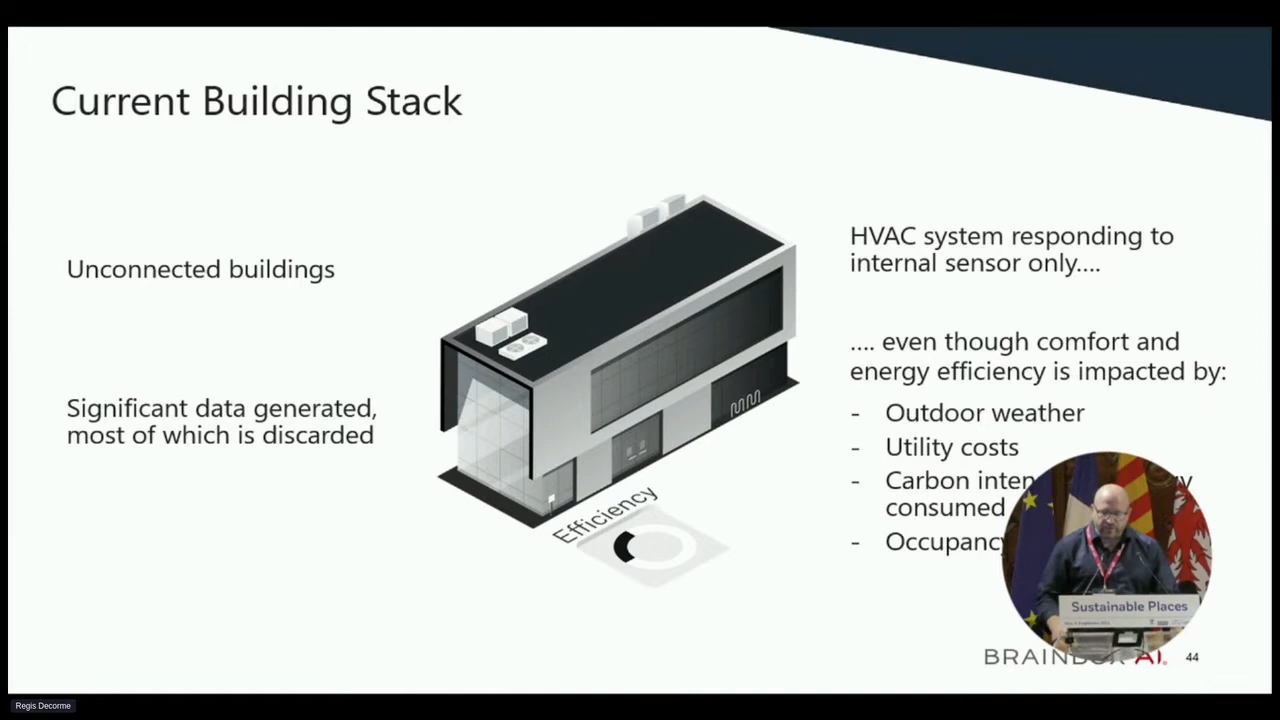 Current Building Stack
Unconnected buildings
Significant data generated,
most of which is discarded
Efficiency
HVAC system responding to
internal sensor only....
.... even though comfort and
energy efficiency is impacted by:
- Outdoor weather
- Utility costs
- Carbon
consumed
- Occupancy
Sustainable Places
BRAINBOX AI
44
Regis Decorme